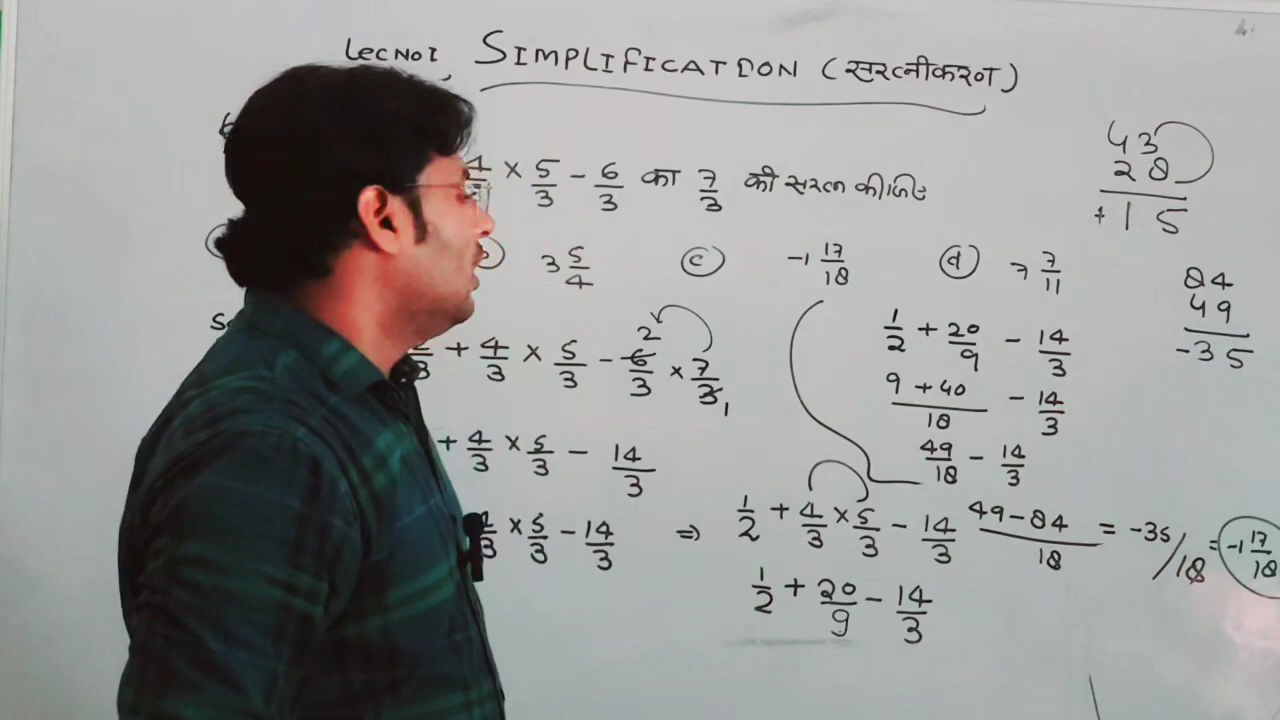 Lec No 1, SIMPLIFICATION (सरलीकरण)
4/3 × 5/3 - 6/3 का 7/3 को सरल कीजिए
3 5/4 (c) -1 17/18 (d) 7 7/11
+ 4/3 × 5/3 - 6/3 × 7/3 2 1
+ 4/3 × 5/3 - 14/3
× 5/3 - 14/3 ⇒ 1/2 + 4/3 × 5/3 - 14/3
1/2 + 20/9 - 14/3
1/2 + 20/9 - 14/3
9 + 40/18 - 14/3
49/18 - 14/3
49 - 84/18 = -35/18 = -1 17/18
43
28
+ 15
84
49
-35